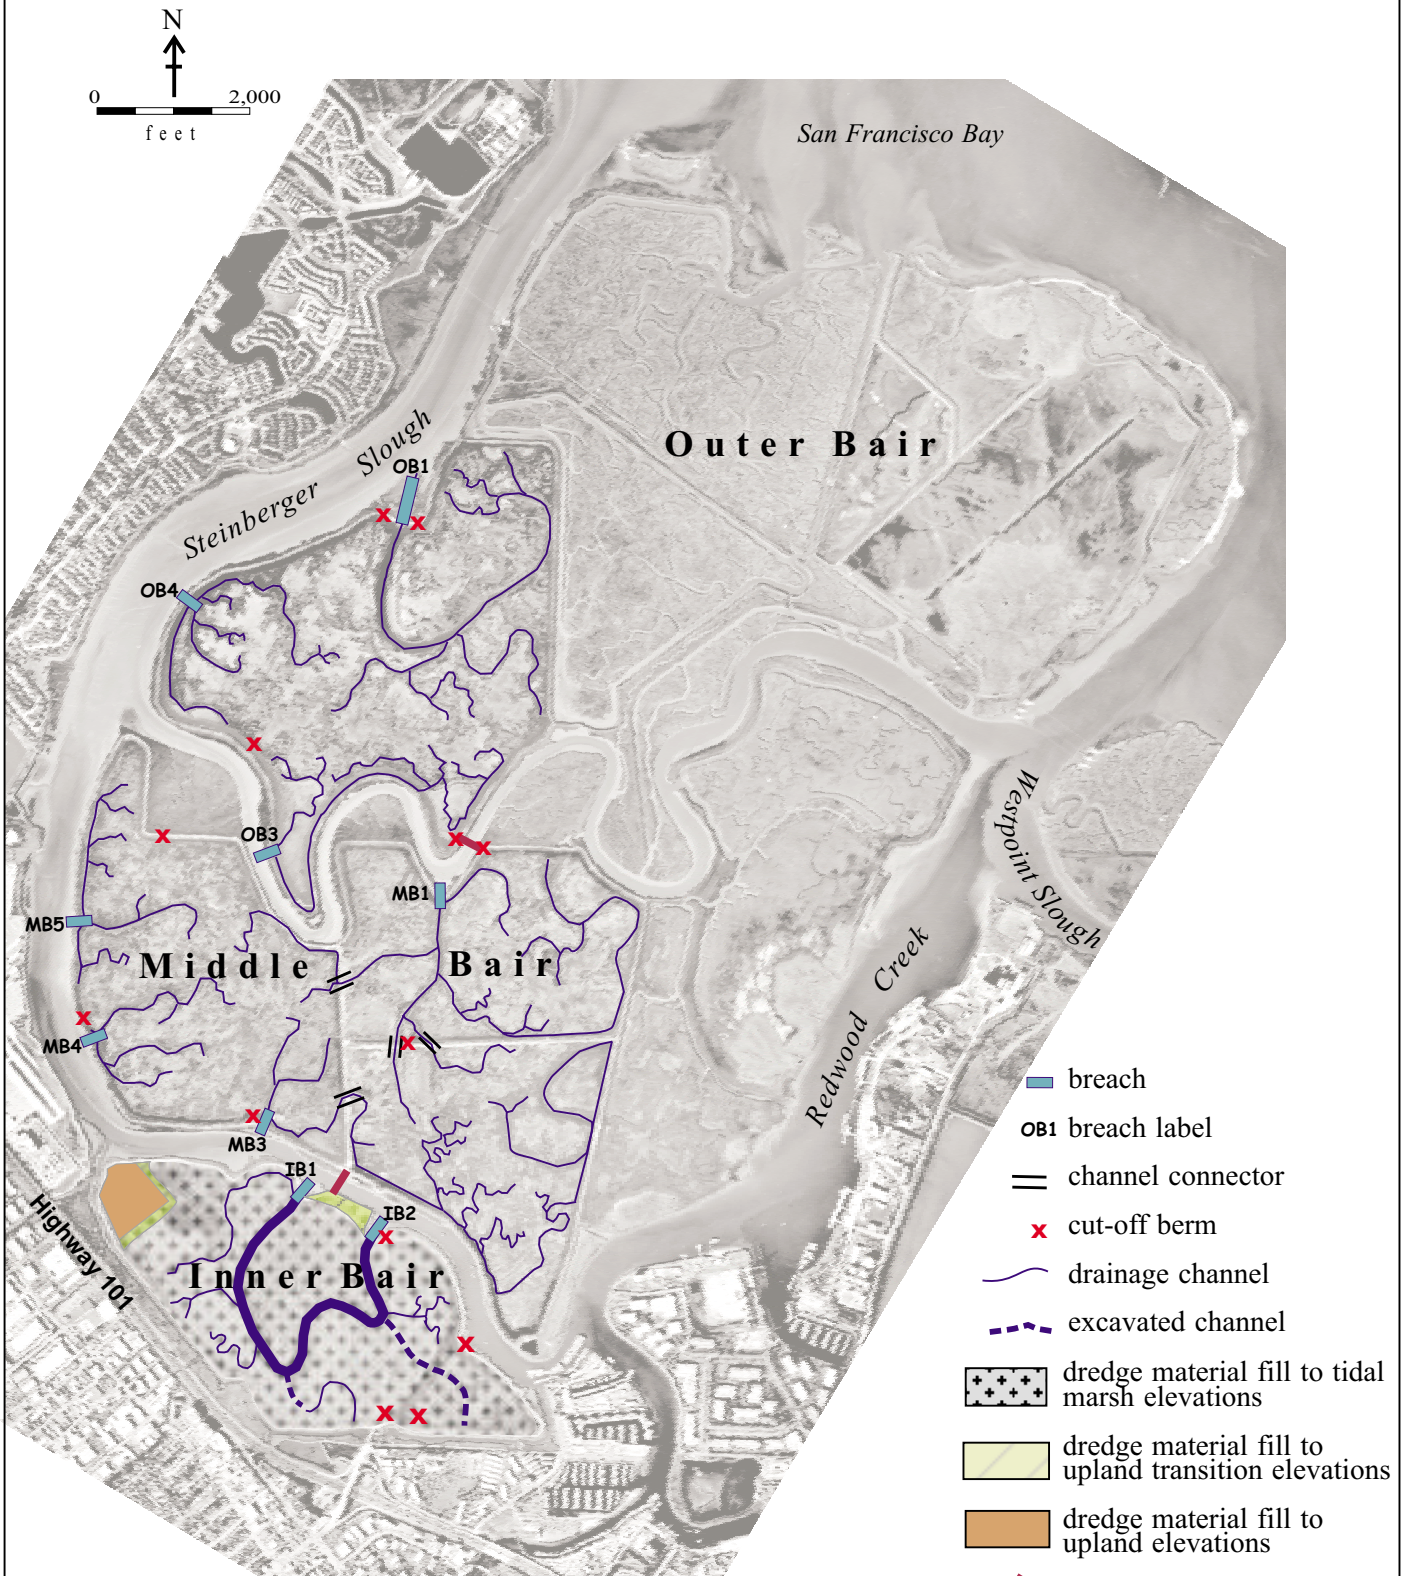 N
0 2,000
feet
San Francisco Bay
Outer Bair
Steinberger Slough
OB1
OB4
OB3
MB1
MB5
Middle Bair
MB4
MB3
IB1
IB2
Inner Bair
Highway 101
Redwood Creek
Westpoint Slough
breach
OB1 breach label
channel connector
x cut-off berm
drainage channel
excavated channel
dredge material fill to tidal
marsh elevations
dredge material fill to
upland transition elevations
dredge material fill to
upland elevations